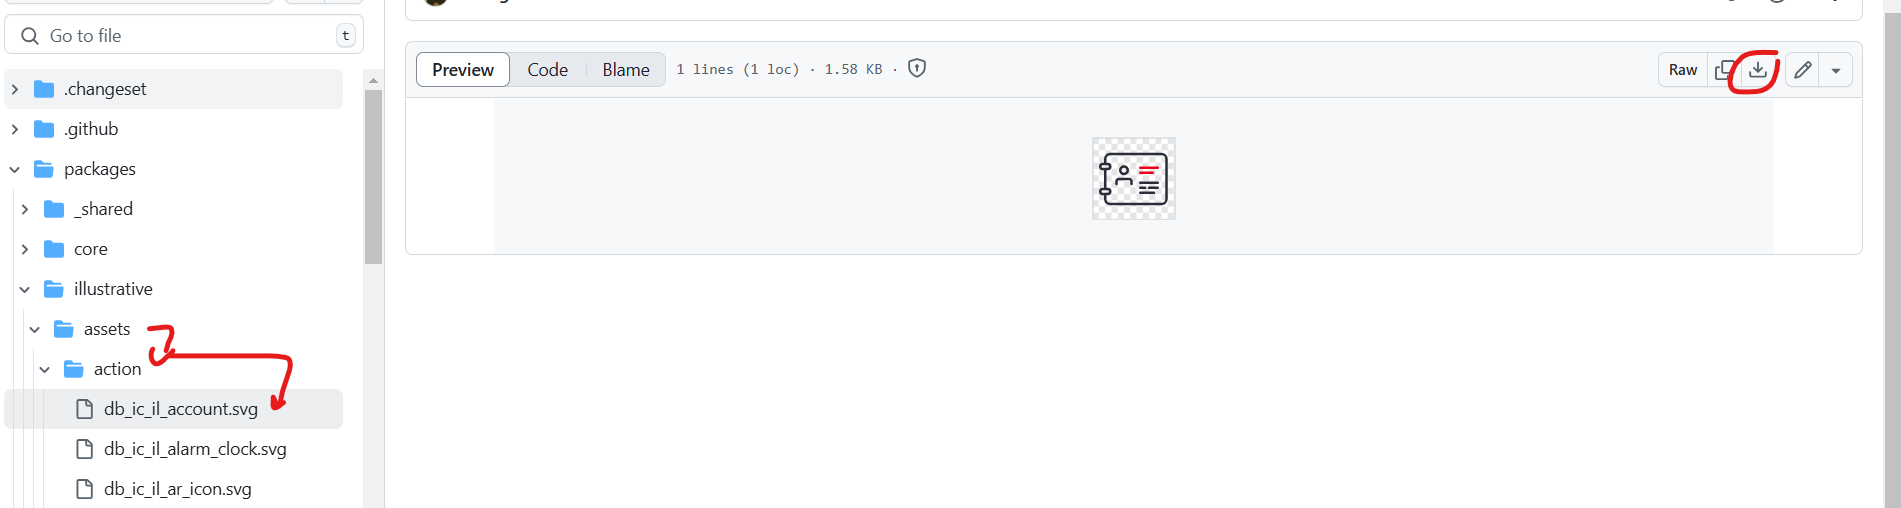 Go to file
t
.changeset
.github
packages
_shared
core
illustrative
assets
action
db_ic_il_account.svg
db_ic_il_alarm_clock.svg
db_ic_il_ar_icon.svg
Preview
Code
Blame
1 lines (1 loc) · 1.58 KB ·
Raw